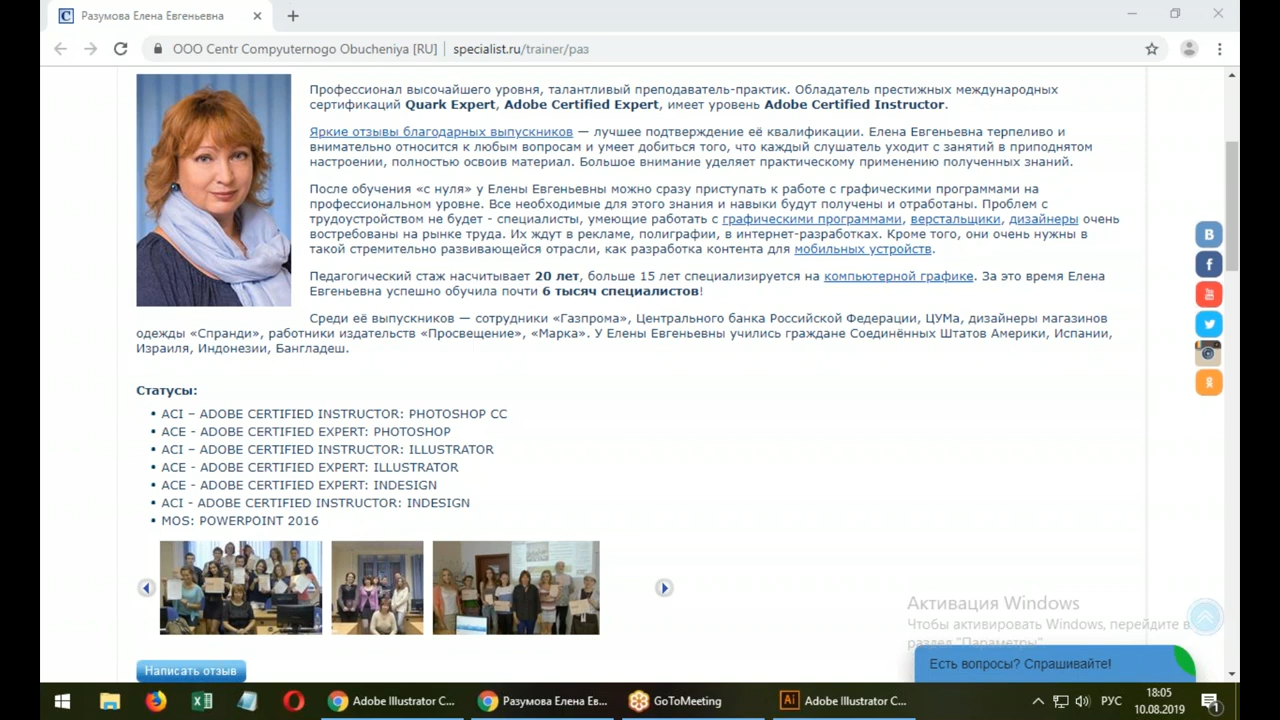 Разумова Елена Евгеньевна
ООО Centr Compyuternogo Obucheniya [RU] specialist.ru/trainer/раз
Профессионал высочайшего уровня, талантливый преподаватель-практик. Обладатель престижных международных
сертификаций Quark Expert, Adobe Certified Expert, имеет уровень Adobe Certified Instructor.
Яркие отзывы благодарных выпускников — лучшее подтверждение её квалификации. Елена Евгеньевна терпеливо и
внимательно относится к любым вопросам и умеет добиться того, что каждый слушатель уходит с занятий в приподнятом
настроении, полностью освоив материал. Большое внимание уделяет практическому применению полученных знаний.
После обучения «с нуля» у Елены Евгеньевны можно сразу приступать к работе с графическими программами на
профессиональном уровне. Все необходимые для этого знания и навыки будут получены и отработаны. Проблем с
трудоустройством не будет - специалисты, умеющие работать с графическими программами, верстальщики, дизайнеры очень
востребованы на рынке труда. Их ждут в рекламе, полиграфии, в интернет-разработках. Кроме того, они очень нужны в
такой стремительно развивающейся отрасли, как разработка контента для мобильных устройств.
Педагогический стаж насчитывает 20 лет, больше 15 лет специализируется на компьютерной графике. За это время Елена
Евгеньевна успешно обучила почти 6 тысяч специалистов!
Среди её выпускников — сотрудники «Газпрома», Центрального банка Российской Федерации, ЦУМа, дизайнеры магазинов
одежды «Спранди», работники издательств «Просвещение», «Марка». У Елены Евгеньевны учились граждане Соединённых Штатов Америки, Испании,
Израиля, Индонезии, Бангладеш.
Статусы:
• ACI – ADOBE CERTIFIED INSTRUCTOR: PHOTOSHOP CC
• ACE - ADOBE CERTIFIED EXPERT: PHOTOSHOP
• ACI – ADOBE CERTIFIED INSTRUCTOR: ILLUSTRATOR
• ACE - ADOBE CERTIFIED EXPERT: ILLUSTRATOR
• ACE - ADOBE CERTIFIED EXPERT: INDESIGN
• ACI - ADOBE CERTIFIED INSTRUCTOR: INDESIGN
• MOS: POWERPOINT 2016
Активация Windows
Чтобы активировать Windows, перейдите в
раздел "Параметры".
Написать отзыв
Есть вопросы? Спрашивайте!
Adobe Illustrator C...
Разумова Елена Ев...
GoToMeeting
Adobe Illustrator C...
РУС
18:05
10.08.2019